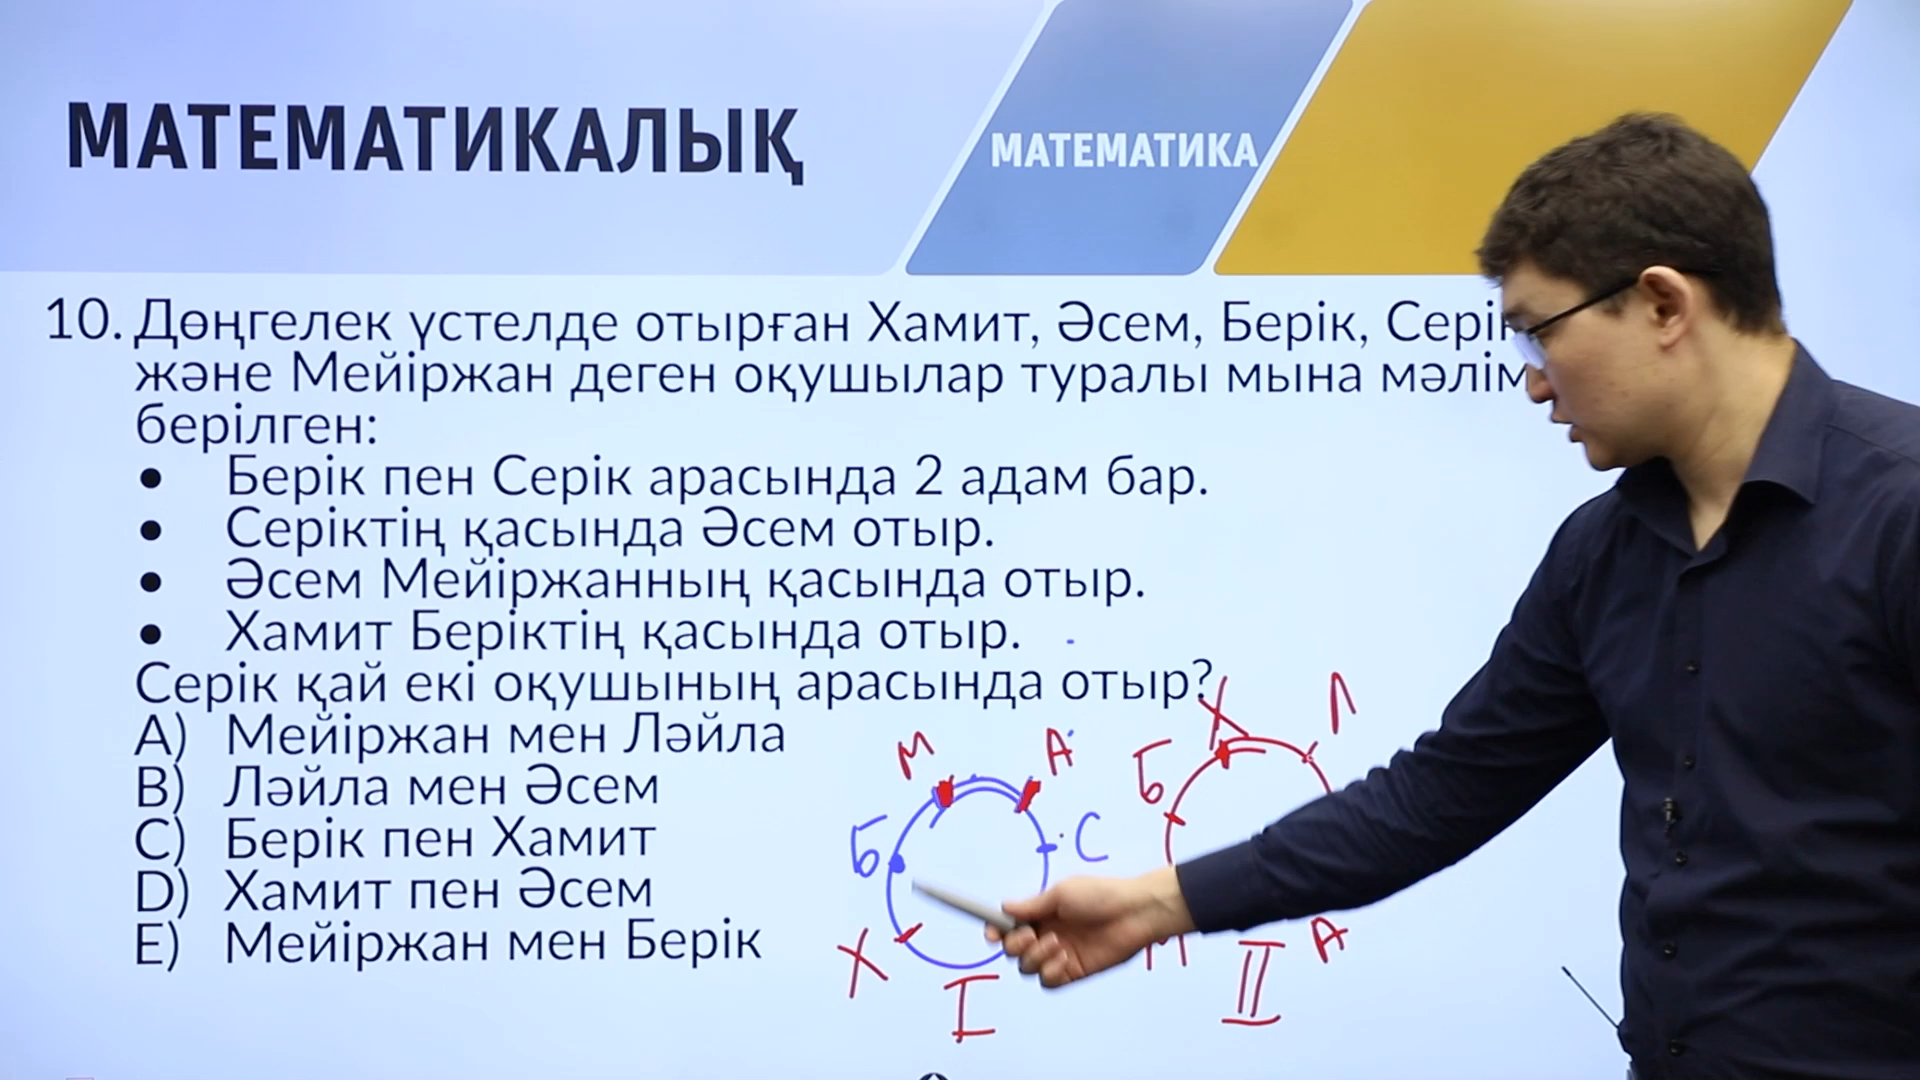 МАТЕМАТИКАЛЫҚ
МАТЕМАТИКА
10. Дөңгелек үстелде отырған Хамит, Әсем, Берік,
және Мейіржан деген оқушылар туралы мына
берілген:
• Берік пен Серік арасында 2 адам бар.
• Серіктің қасында Әсем отыр.
• Әсем Мейіржанның қасында отыр.
• Хамит Беріктің қасында отыр.
Серік қай екі оқушының арасында отыр?
A) Мейіржан мен Ләйла
B) Ләйла мен Әсем
C) Берік пен Хамит
D) Хамит пен Әсем
E) Мейіржан мен Берік
М А С Б Х I
Х Л Б М А II